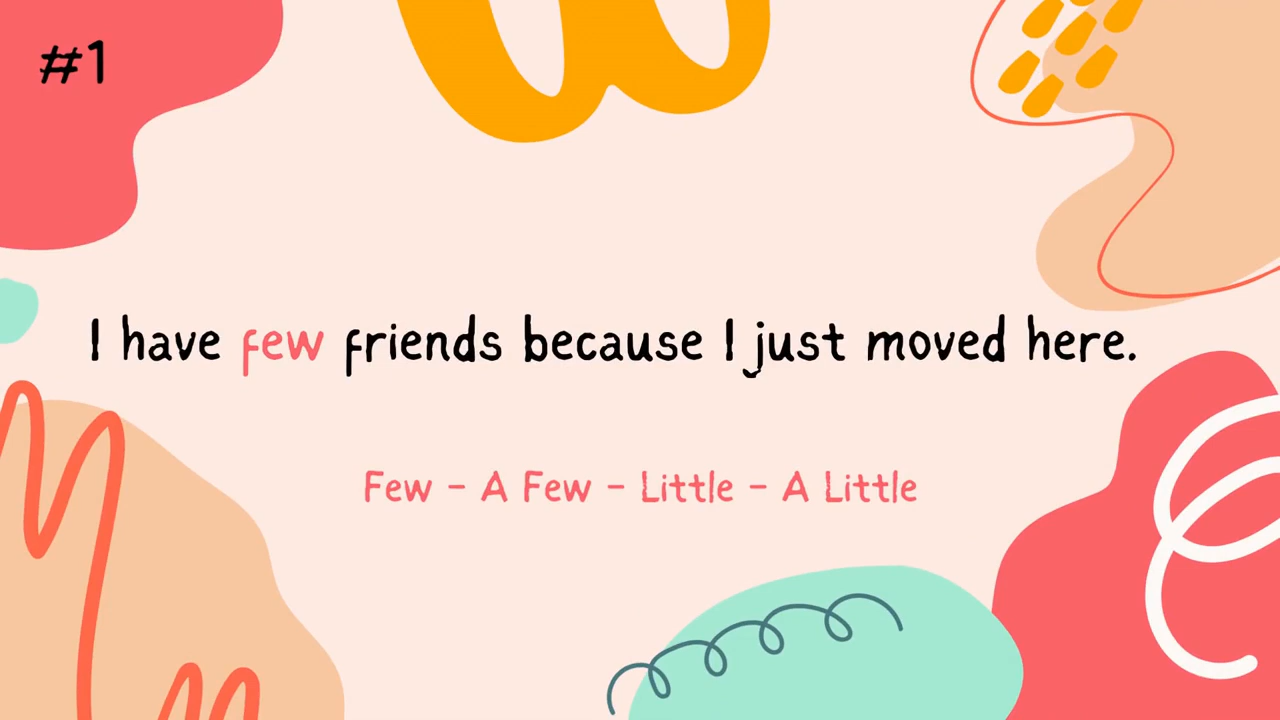 #1
I have few friends because I just moved here.
Few - A Few - Little - A Little